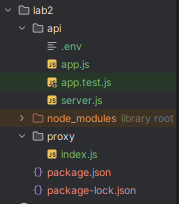 lab2
api
.env
app.js
app.test.js
server.js
node_modules library root
proxy
index.js
package.json
package-lock.json